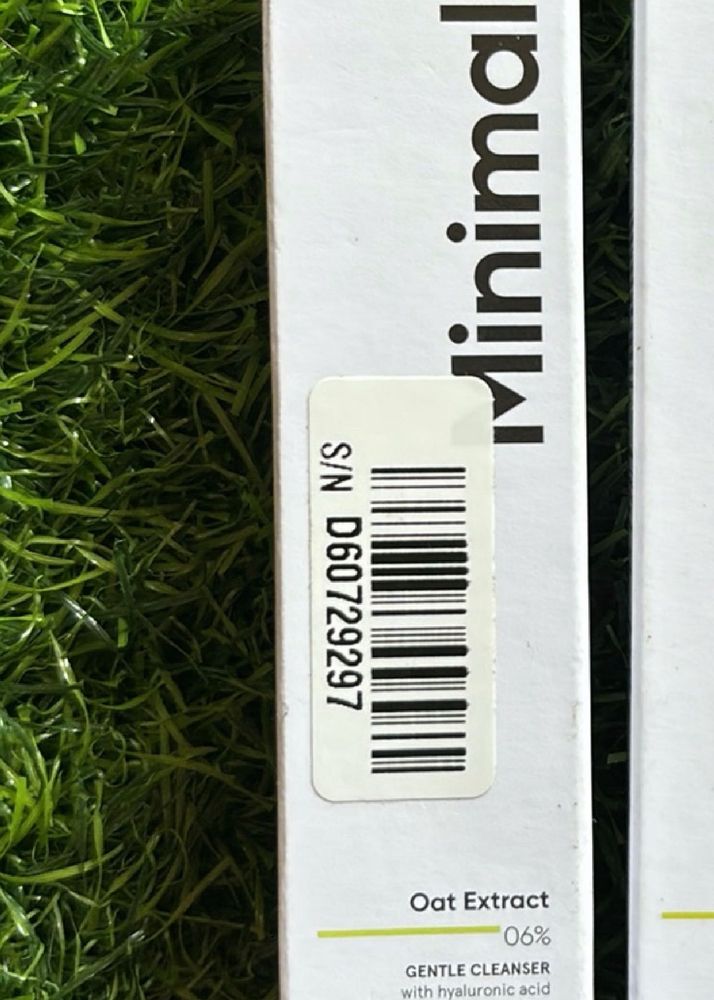 Minimal
S/N D60729297
Oat Extract
06%
GENTLE CLEANSER
with hyaluronic acid